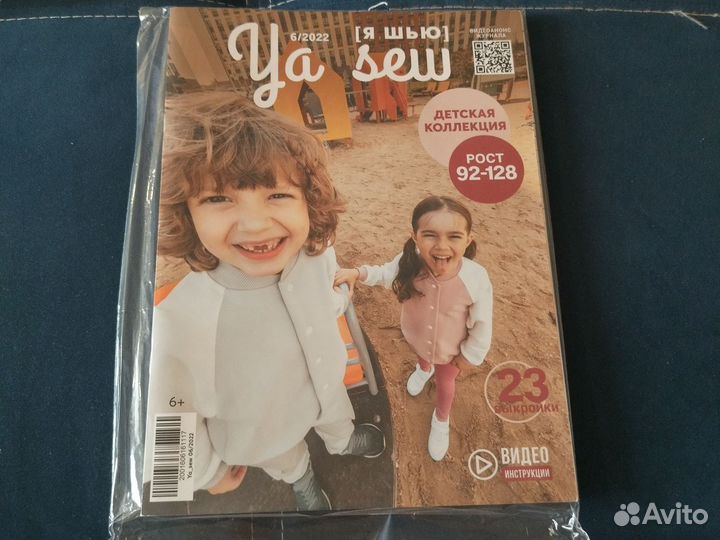 6/2022
[я шью]
Ya sew
ВИДЕОАНОНС
ЖУРНАЛА
ДЕТСКАЯ
КОЛЛЕКЦИЯ
РОСТ
92-128
23
выкройки
ВИДЕО
ИНСТРУКЦИИ
6+
2001606161117
Ya_sew 06/2022
Avito